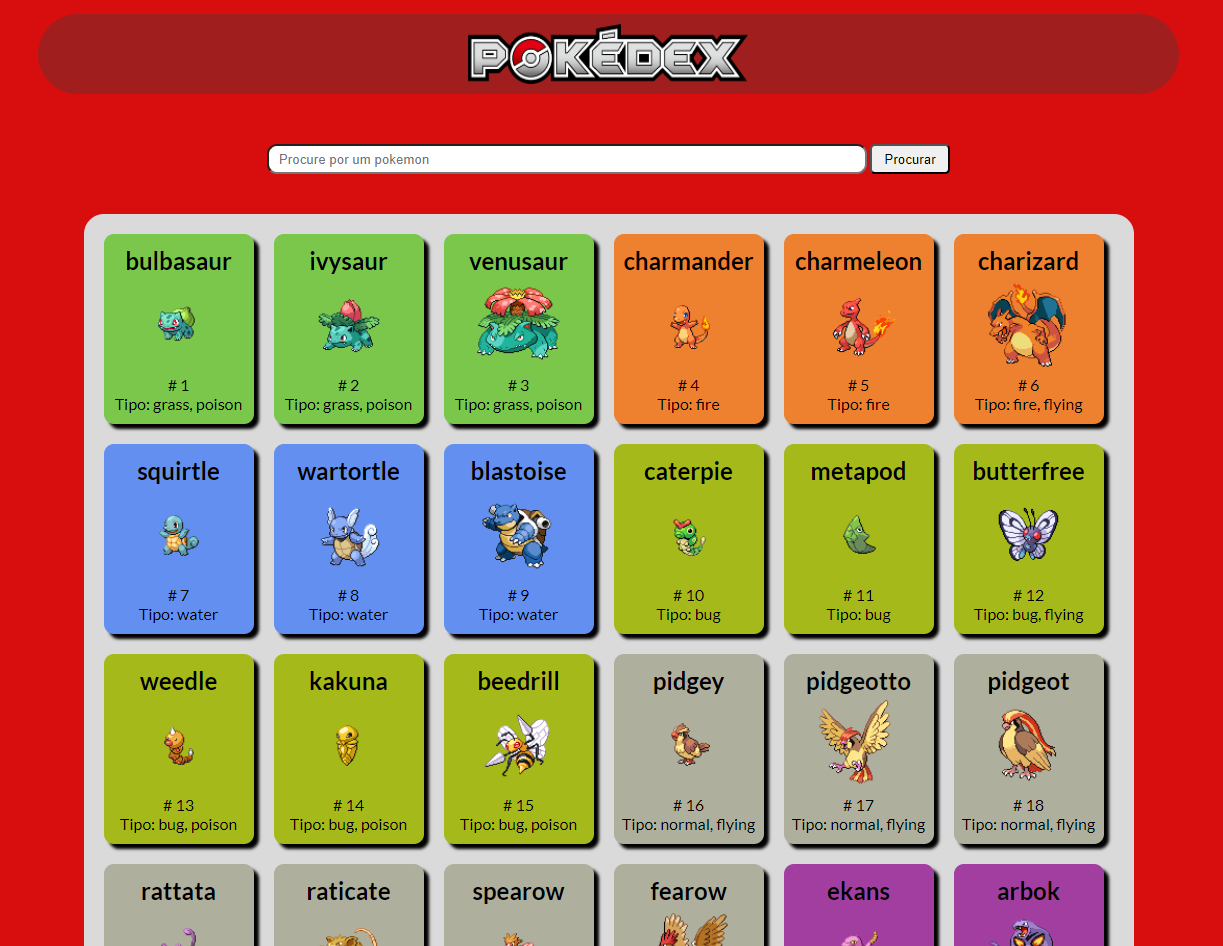 POKÉDEX
Procure por um pokemon Procurar
bulbasaur ivysaur venusaur charmander charmeleon charizard
# 1 # 2 # 3 # 4 # 5 # 6
Tipo: grass, poison Tipo: grass, poison Tipo: grass, poison Tipo: fire Tipo: fire Tipo: fire, flying
squirtle wartortle blastoise caterpie metapod butterfree
# 7 # 8 # 9 # 10 # 11 # 12
Tipo: water Tipo: water Tipo: water Tipo: bug Tipo: bug Tipo: bug, flying
weedle kakuna beedrill pidgey pidgeotto pidgeot
# 13 # 14 # 15 # 16 # 17 # 18
Tipo: bug, poison Tipo: bug, poison Tipo: bug, poison Tipo: normal, flying Tipo: normal, flying Tipo: normal, flying
rattata raticate spearow fearow ekans arbok